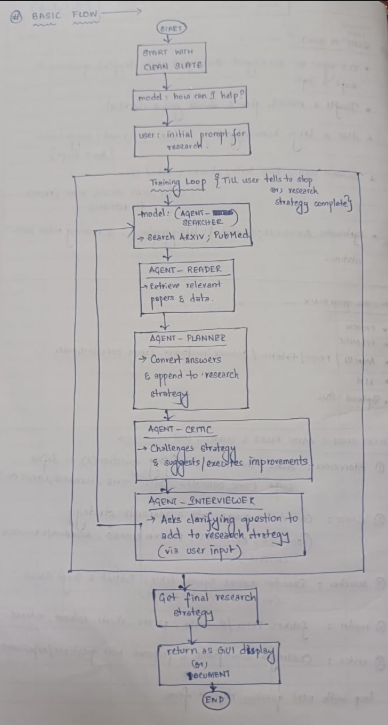 BASIC FLOW
START
START WITH
CLEAN SLATE
model: how can I help?
user: initial prompt for
research.
Training Loop { Till user tells to stop
(or) research
strategy complete}
model: (AGENT-
SEARCHER)
→ Search Arxiv; PubMed
AGENT-READER
→ Retrieve relevant
papers & data.
AGENT-PLANNER
→ Convert answers
& append to research
strategy
AGENT-CRITIC
→ Challenges strategy
& suggests/executes improvements
AGENT-INTERVIEWER
→ Asks clarifying question to
add to research strategy
(via user input)
Get final research
strategy
return as GUI display
(or)
DOCUMENT
END